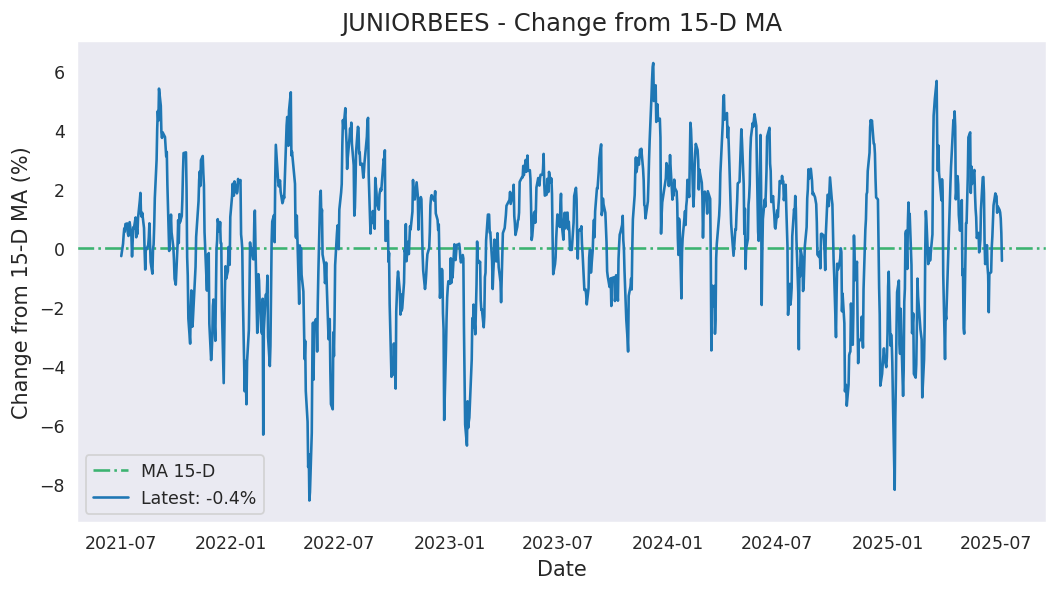 JUNIORBEES - Change from 15-D MA
Change from 15-D MA (%)
6
4
2
0
−2
−4
−6
−8
MA 15-D
Latest: -0.4%
2021-07 2022-01 2022-07 2023-01 2023-07 2024-01 2024-07 2025-01 2025-07
Date